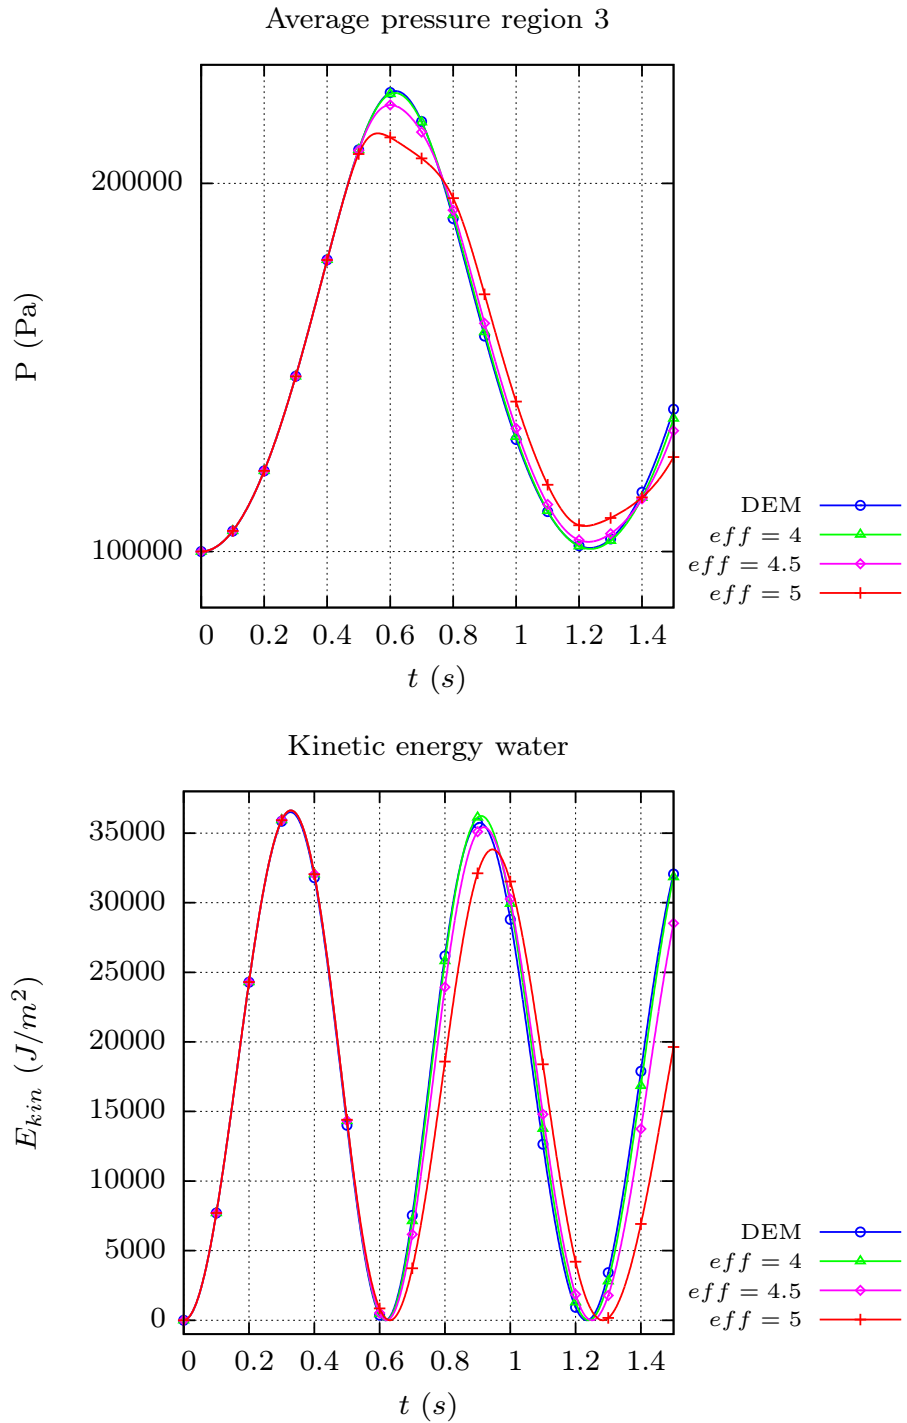 Average pressure region 3
200000
100000
P (Pa)
0 0.2 0.4 0.6 0.8 1 1.2 1.4
t (s)
DEM
eff = 4
eff = 4.5
eff = 5
Kinetic energy water
35000
30000
25000
20000
15000
10000
5000
0
E_{kin} (J/m^2)
0 0.2 0.4 0.6 0.8 1 1.2 1.4
t (s)
DEM
eff = 4
eff = 4.5
eff = 5